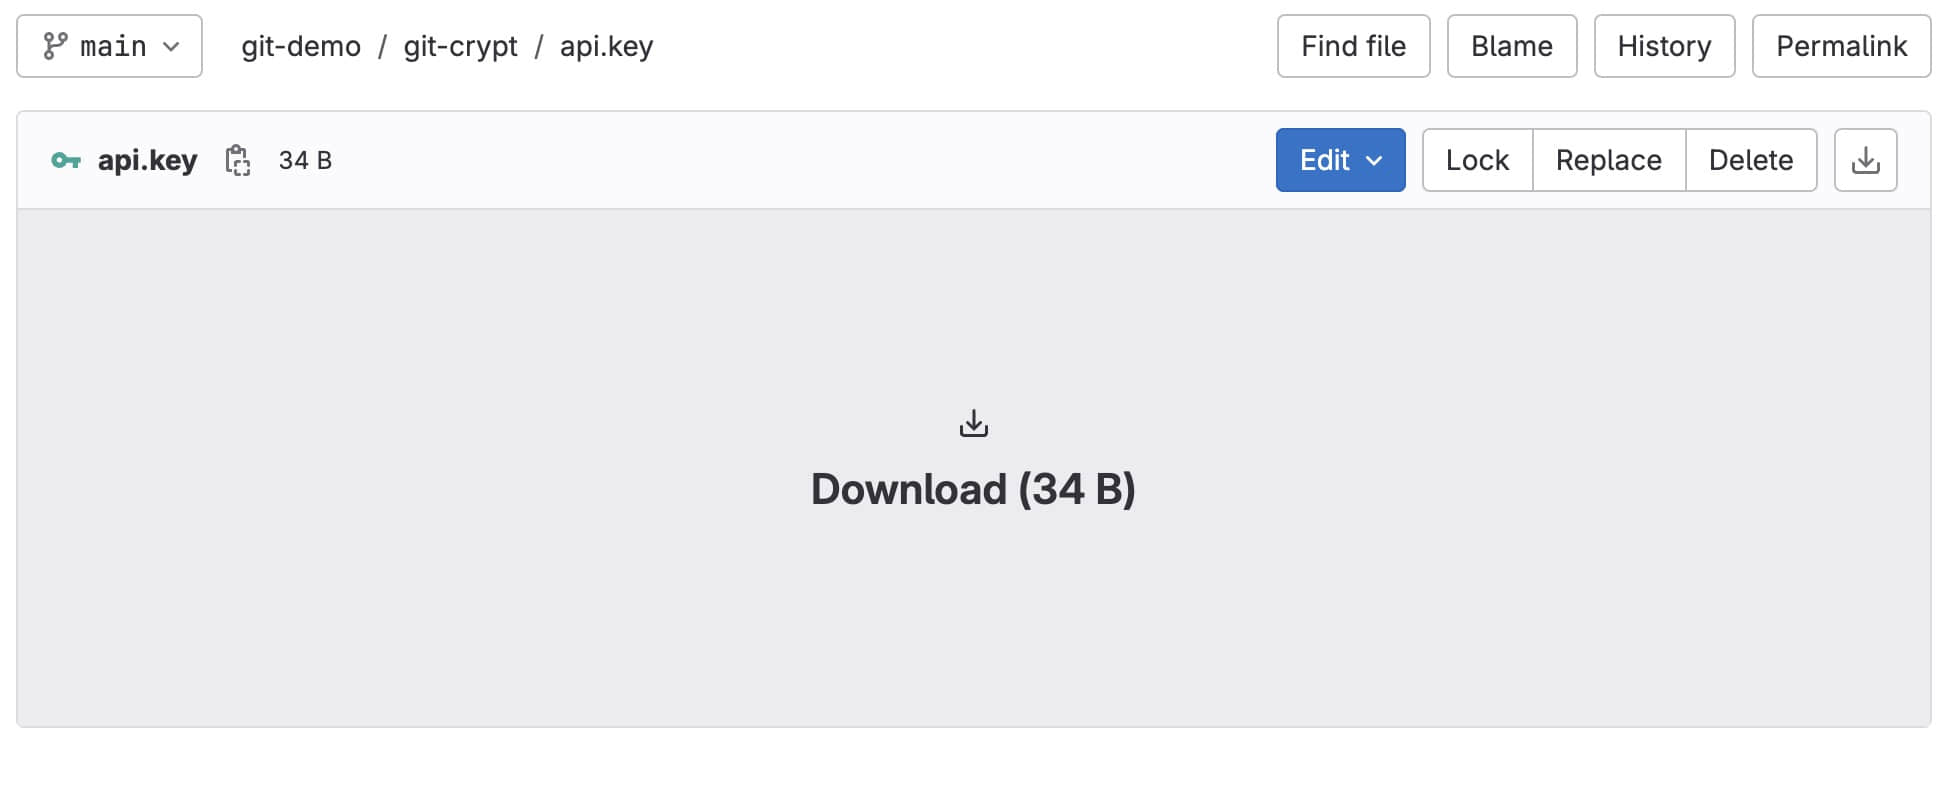 main git-demo / git-crypt / api.key Find file Blame History Permalink
api.key 34 B Edit Lock Replace Delete
Download (34 B)